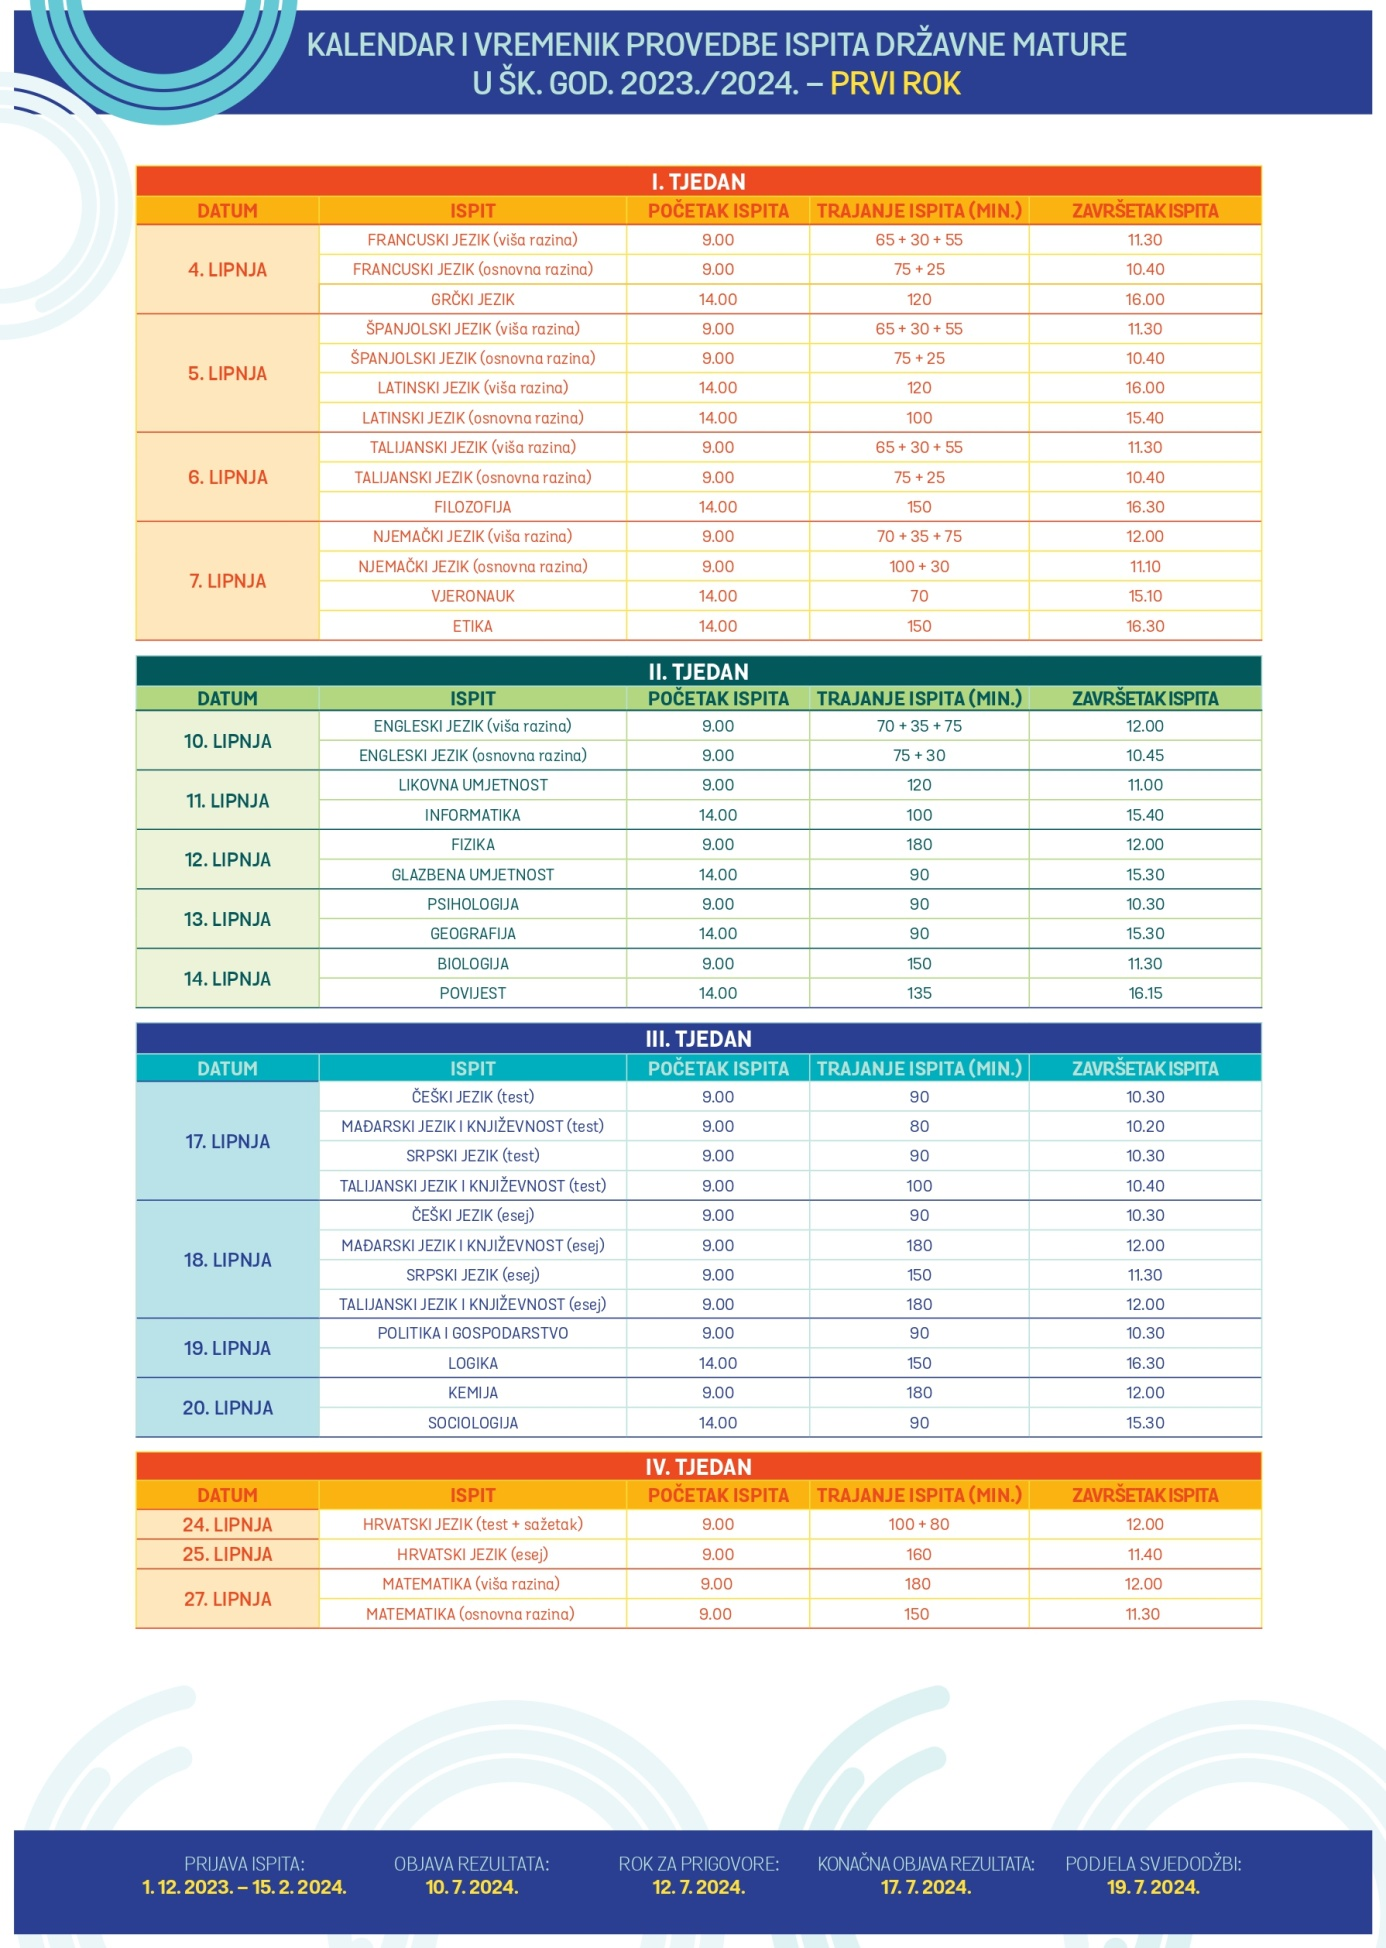 KALENDAR I VREMENIK PROVEDBE ISPITA DRŽAVNE MATURE
U ŠK. GOD. 2023./2024. – PRVI ROK
I. TJEDAN
DATUM ISPIT POČETAK ISPITA TRAJANJE ISPITA (MIN.) ZAVRŠETAK ISPITA
4. LIPNJA FRANCUSKI JEZIK (viša razina) 9.00 65 + 30 + 55 11.30
FRANCUSKI JEZIK (osnovna razina) 9.00 75 + 25 10.40
GRČKI JEZIK 14.00 120 16.00
5. LIPNJA ŠPANJOLSKI JEZIK (viša razina) 9.00 65 + 30 + 55 11.30
ŠPANJOLSKI JEZIK (osnovna razina) 9.00 75 + 25 10.40
LATINSKI JEZIK (viša razina) 14.00 120 16.00
LATINSKI JEZIK (osnovna razina) 14.00 100 15.40
6. LIPNJA TALIJANSKI JEZIK (viša razina) 9.00 65 + 30 + 55 11.30
TALIJANSKI JEZIK (osnovna razina) 9.00 75 + 25 10.40
FILOZOFIJA 14.00 150 16.30
7. LIPNJA NJEMAČKI JEZIK (viša razina) 9.00 70 + 35 + 75 12.00
NJEMAČKI JEZIK (osnovna razina) 9.00 100 + 30 11.10
VJERONAUK 14.00 70 15.10
ETIKA 14.00 150 16.30
II. TJEDAN
DATUM ISPIT POČETAK ISPITA TRAJANJE ISPITA (MIN.) ZAVRŠETAK ISPITA
10. LIPNJA ENGLESKI JEZIK (viša razina) 9.00 70 + 35 + 75 12.00
ENGLESKI JEZIK (osnovna razina) 9.00 75 + 30 10.45
11. LIPNJA LIKOVNA UMJETNOST 9.00 120 11.00
INFORMATIKA 14.00 100 15.40
12. LIPNJA FIZIKA 9.00 180 12.00
GLAZBENA UMJETNOST 14.00 90 15.30
13. LIPNJA PSIHOLOGIJA 9.00 90 10.30
GEOGRAFIJA 14.00 90 15.30
14. LIPNJA BIOLOGIJA 9.00 150 11.30
POVIJEST 14.00 135 16.15
III. TJEDAN
DATUM ISPIT POČETAK ISPITA TRAJANJE ISPITA (MIN.) ZAVRŠETAK ISPITA
17. LIPNJA ČEŠKI JEZIK (test) 9.00 90 10.30
MAĐARSKI JEZIK I KNJIŽEVNOST (test) 9.00 80 10.20
SRPSKI JEZIK (test) 9.00 90 10.30
TALIJANSKI JEZIK I KNJIŽEVNOST (test) 9.00 100 10.40
18. LIPNJA ČEŠKI JEZIK (esej) 9.00 90 10.30
MAĐARSKI JEZIK I KNJIŽEVNOST (esej) 9.00 180 12.00
SRPSKI JEZIK (esej) 9.00 150 11.30
TALIJANSKI JEZIK I KNJIŽEVNOST (esej) 9.00 180 12.00
19. LIPNJA POLITIKA I GOSPODARSTVO 9.00 90 10.30
LOGIKA 14.00 150 16.30
20. LIPNJA KEMIJA 9.00 180 12.00
SOCIOLOGIJA 14.00 90 15.30
IV. TJEDAN
DATUM ISPIT POČETAK ISPITA TRAJANJE ISPITA (MIN.) ZAVRŠETAK ISPITA
24. LIPNJA HRVATSKI JEZIK (test + sažetak) 9.00 100 + 80 12.00
25. LIPNJA HRVATSKI JEZIK (esej) 9.00 160 11.40
27. LIPNJA MATEMATIKA (viša razina) 9.00 180 12.00
MATEMATIKA (osnovna razina) 9.00 150 11.30
PRIJAVA ISPITA: OBJAVA REZULTATA: ROK ZA PRIGOVORE: KONAČNA OBJAVA REZULTATA: PODJELA SVJEDODŽBI:
1. 12. 2023. – 15. 2. 2024. 10. 7. 2024. 12. 7. 2024. 17. 7. 2024. 19. 7. 2024.